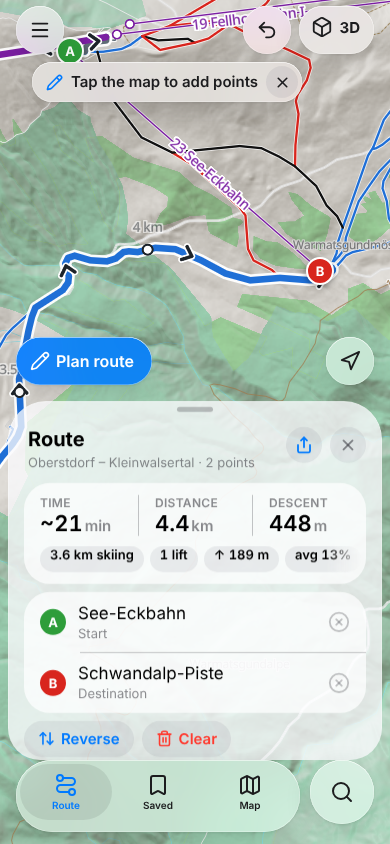 19 Fellho
3D
Tap the map to add points
23 See-Eckbahn
4 km
Warmatsgundmös
B
3.5
Plan route
Route
Oberstdorf – Kleinwalsertal · 2 points
TIME DISTANCE DESCENT
~21 min 4.4 km 448 m
3.6 km skiing 1 lift ↑ 189 m avg 13%
A See-Eckbahn
Start
B Schwandalp-Piste
Destination
Reverse Clear
Route Saved Map